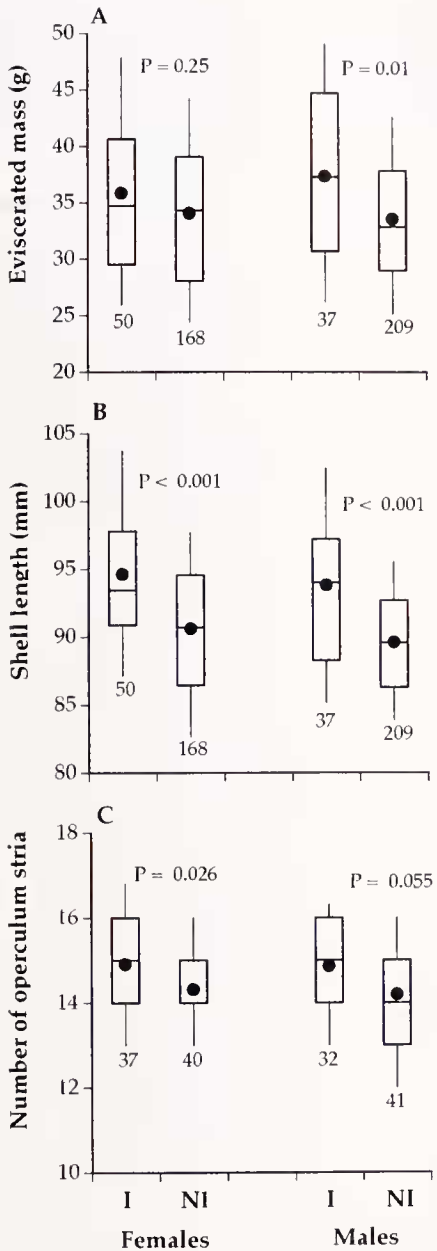 A
Eviscerated mass (g)
50
45
40
35
30
25
20
P = 0.25
P = 0.01
50
168
37
209
B
Shell length (mm)
105
100
95
90
85
80
P < 0.001
P < 0.001
50
168
37
209
C
Number of operculum stria
18
16
14
12
10
P = 0.026
P = 0.055
37
40
32
41
I NI I NI
Females Males